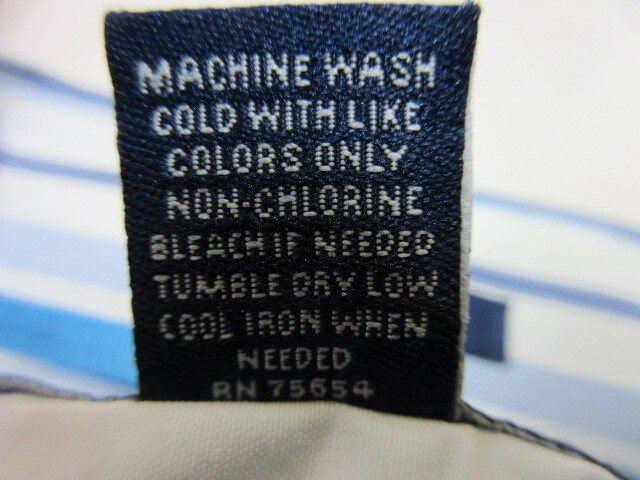 MACHINE WASH
COLD WITH LIKE
COLORS ONLY
NON-CHLORINE
BLEACH IF NEEDED
TUMBLE DRY LOW
COOL IRON WHEN
NEEDED
RN 75654